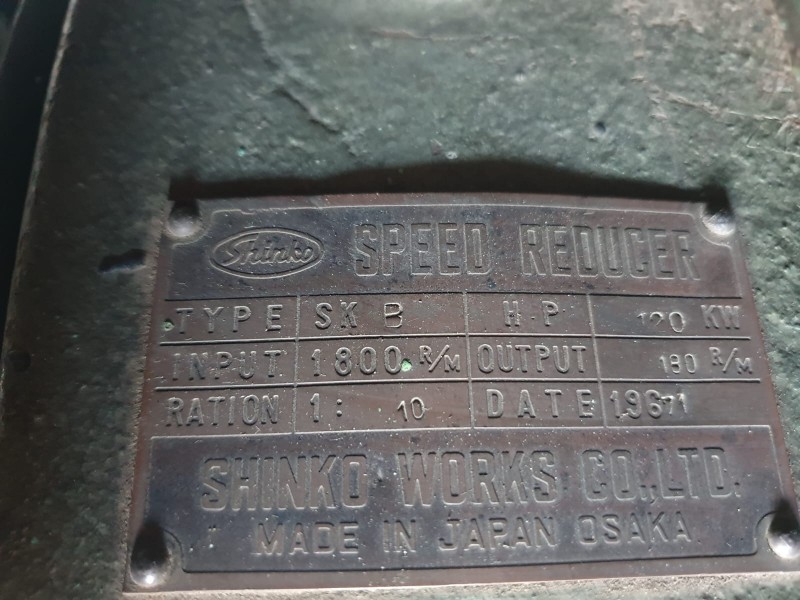 Shinko SPEED REDUCER
TYPE SK B HP 120 KW
INPUT 1800 R/M OUTPUT 180 R/M
RATION 1: 10 DATE
SHINKO WORKS CO.,LTD.
MADE IN JAPAN OSAKA